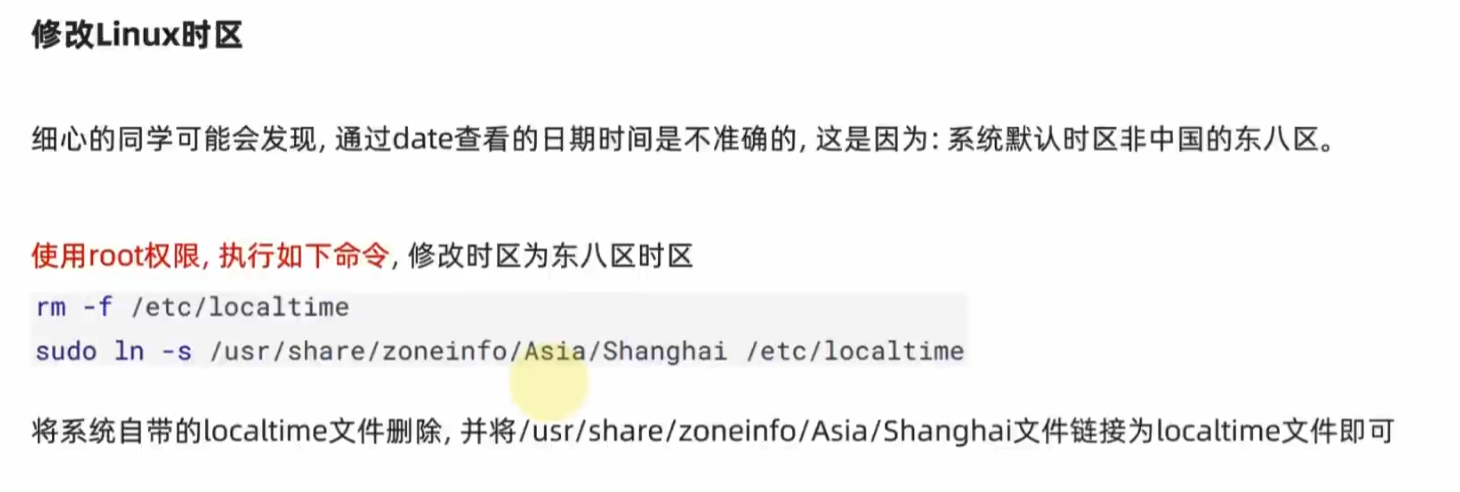 修改Linux时区
细心的同学可能会发现, 通过date查看的日期时间是不准确的, 这是因为: 系统默认时区非中国的东八区。
使用root权限, 执行如下命令, 修改时区为东八区时区
rm -f /etc/localtime
sudo ln -s /usr/share/zoneinfo/Asia/Shanghai /etc/localtime
将系统自带的localtime文件删除, 并将/usr/share/zoneinfo/Asia/Shanghai文件链接为localtime文件即可